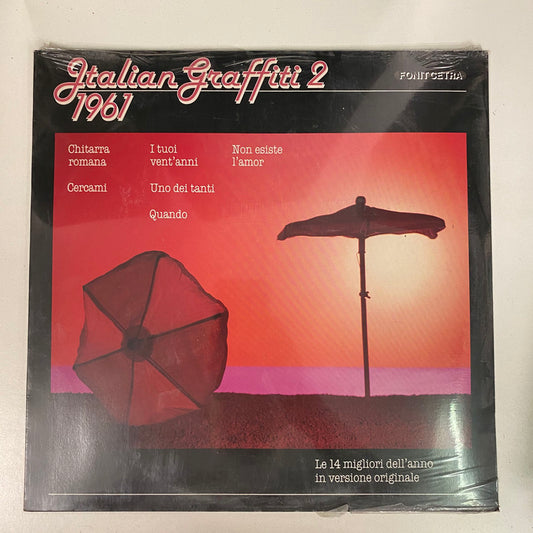 Italian Graffiti 2
1961
FONIT CETRA
Chitarra
romana
Cercami
I tuoi
vent'anni
Uno dei tanti
Quando
Non esiste
l'amor
Le 14 migliori dell'anno
in versione originale